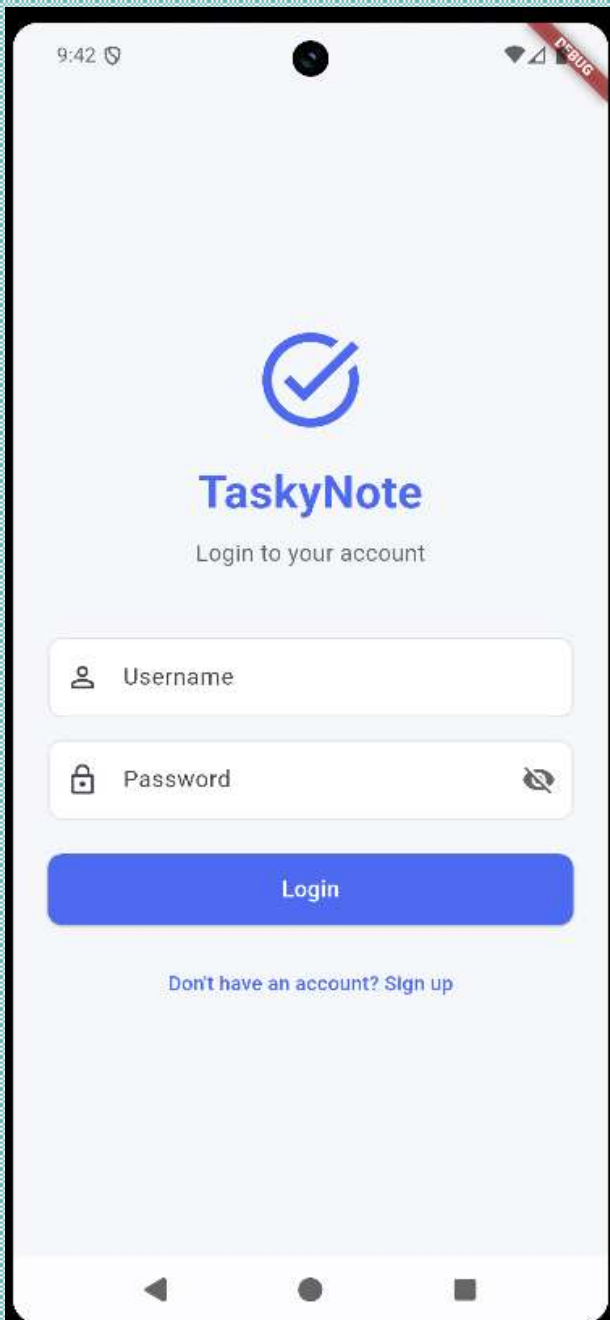 9:42
DEBUG
TaskyNote
Login to your account
Username
Password
Login
Don't have an account? Sign up